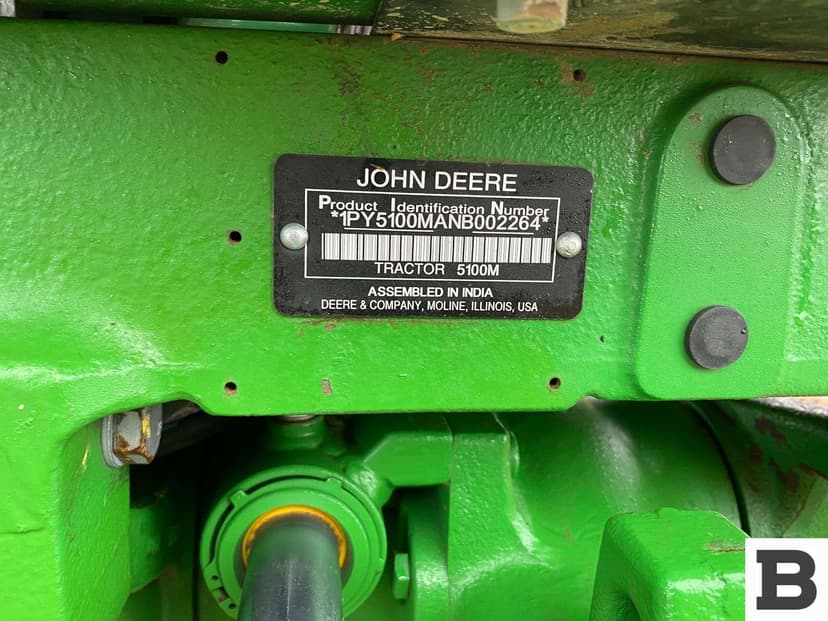 JOHN DEERE
Product Identification Number
*1PY5100MANB002264*
TRACTOR 5100M
ASSEMBLED IN INDIA
DEERE & COMPANY, MOLINE, ILLINOIS, USA
B